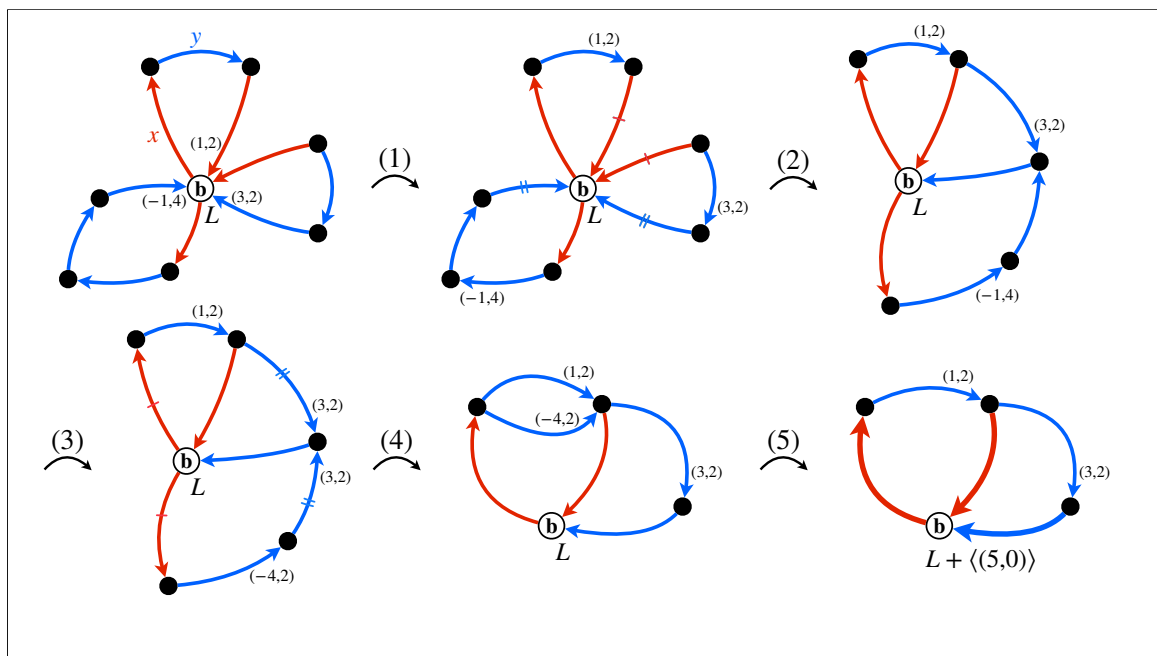 y
(1,2)
x
(1,2)
b
(−1,4)
(3,2)
L
(1)
(1,2)
b
L
(3,2)
(−1,4)
(2)
(1,2)
(3,2)
b
L
(−1,4)
(3)
(1,2)
(3,2)
b
L
(3,2)
(−4,2)
(4)
(1,2)
(−4,2)
(3,2)
b
L
(5)
(1,2)
(3,2)
b
L + ⟨(5,0)⟩